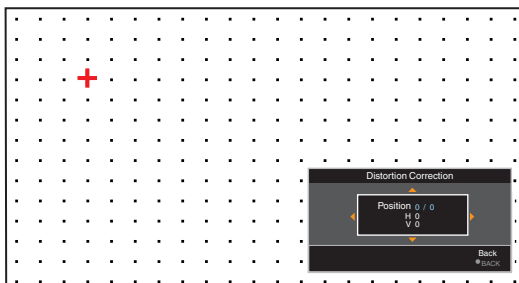 Distortion Correction
Position 0 / 0
H 0
V 0
Back
BACK